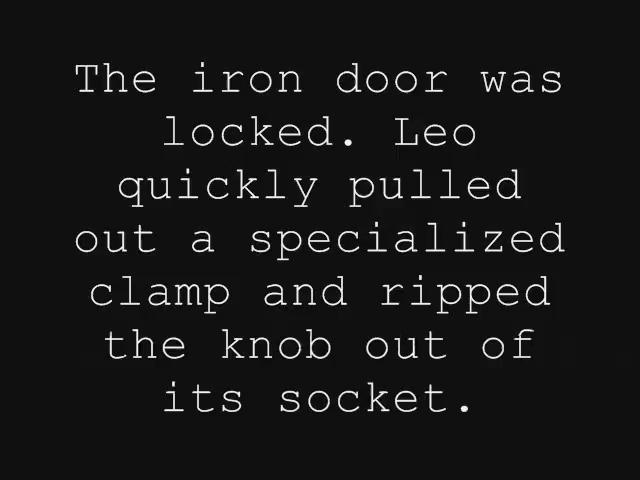 The iron door was
locked. Leo
quickly pulled
out a specialized
clamp and ripped
the knob out of
its socket.